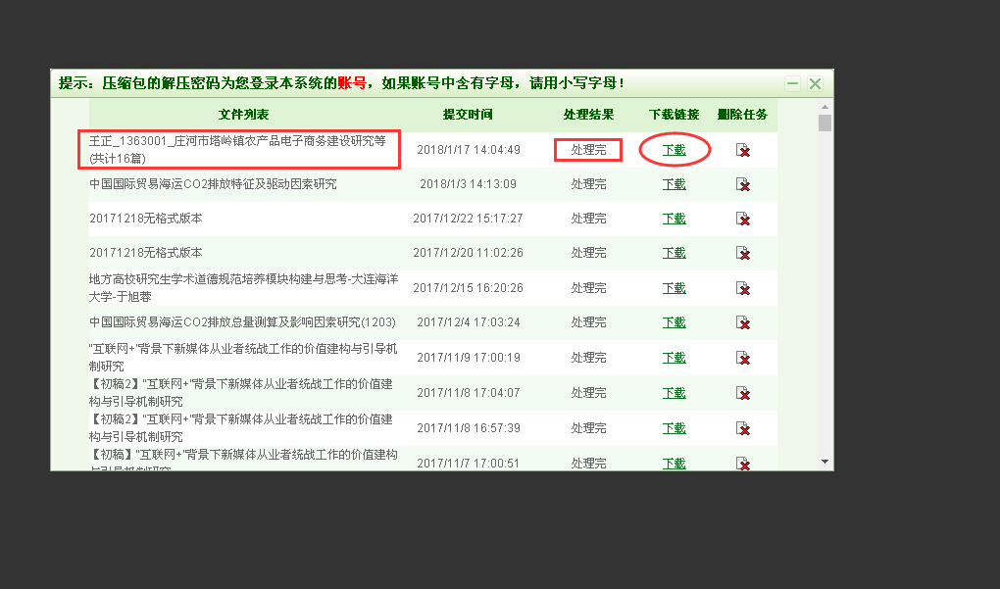 提示：压缩包的解压密码为您登录本系统的账号，如果账号中含有字母，请用小写字母！
文件列表 提交时间 处理结果 下载链接 删除任务
王正_1363001_庄河市塔岭镇农产品电子商务建设研究等
(共计16篇) 2018/1/17 14:04:49 处理完 下载
中国国际贸易海运CO2排放特征及驱动因素研究 2018/1/3 14:13:09 处理完 下载
20171218无格式版本 2017/12/22 15:17:27 处理完 下载
20171218无格式版本 2017/12/20 11:02:26 处理完 下载
地方高校研究生学术道德规范培养模块构建与思考-大连海洋
大学-于旭蓉 2017/12/15 16:20:26 处理完 下载
中国国际贸易海运CO2排放总量测算及影响因素研究(1203) 2017/12/4 17:03:24 处理完 下载
"互联网+"背景下新媒体从业者统战工作的价值建构与引导机
制研究 2017/11/9 17:00:19 处理完 下载
【初稿2】"互联网+"背景下新媒体从业者统战工作的价值建
构与引导机制研究 2017/11/8 17:04:07 处理完 下载
【初稿2】"互联网+"背景下新媒体从业者统战工作的价值建
构与引导机制研究 2017/11/8 16:57:39 处理完 下载
【初稿】"互联网+"背景下新媒体从业者统战工作的价值建构
与引导机制研究 2017/11/7 17:00:51 处理完 下载